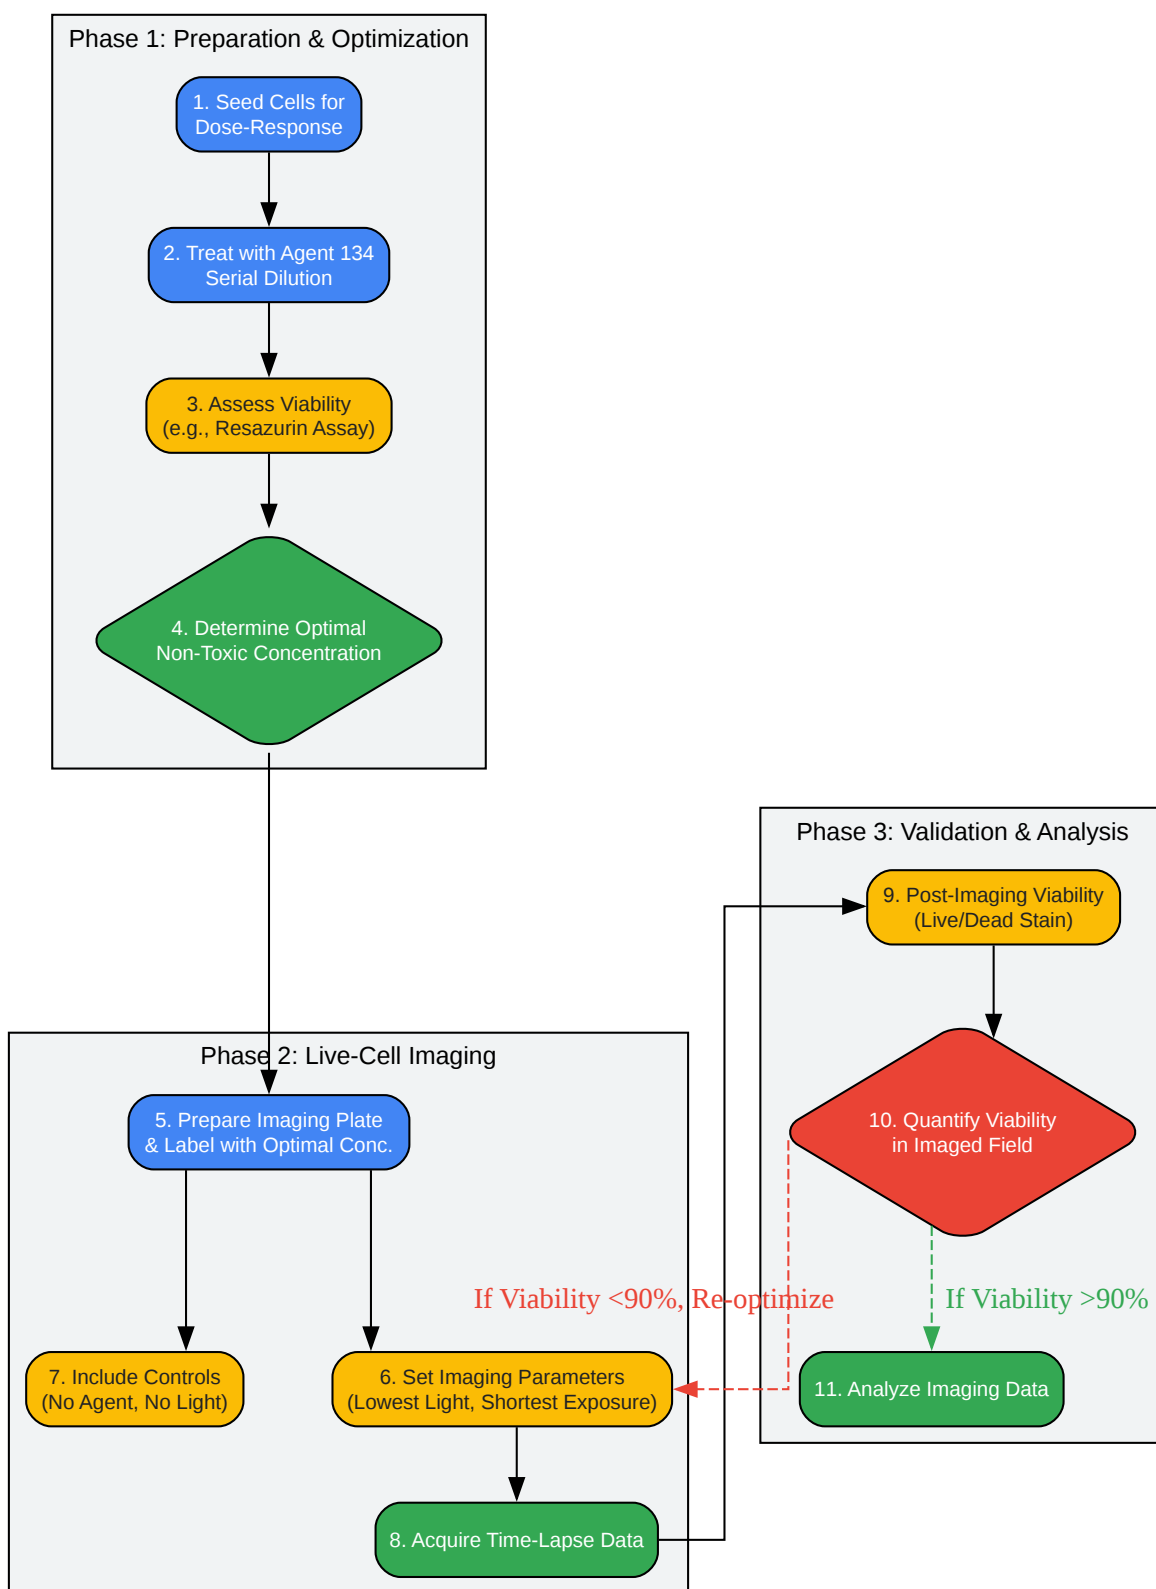 Phase 1: Preparation & Optimization
1. Seed Cells for
Dose-Response
2. Treat with Agent 134
Serial Dilution
3. Assess Viability
(e.g., Resazurin Assay)
4. Determine Optimal
Non-Toxic Concentration
Phase 2: Live-Cell Imaging
5. Prepare Imaging Plate
& Label with Optimal Conc.
7. Include Controls
(No Agent, No Light)
6. Set Imaging Parameters
(Lowest Light, Shortest Exposure)
8. Acquire Time-Lapse Data
Phase 3: Validation & Analysis
9. Post-Imaging Viability
(Live/Dead Stain)
10. Quantify Viability
in Imaged Field
If Viability <90%, Re-optimize
If Viability >90%
11. Analyze Imaging Data